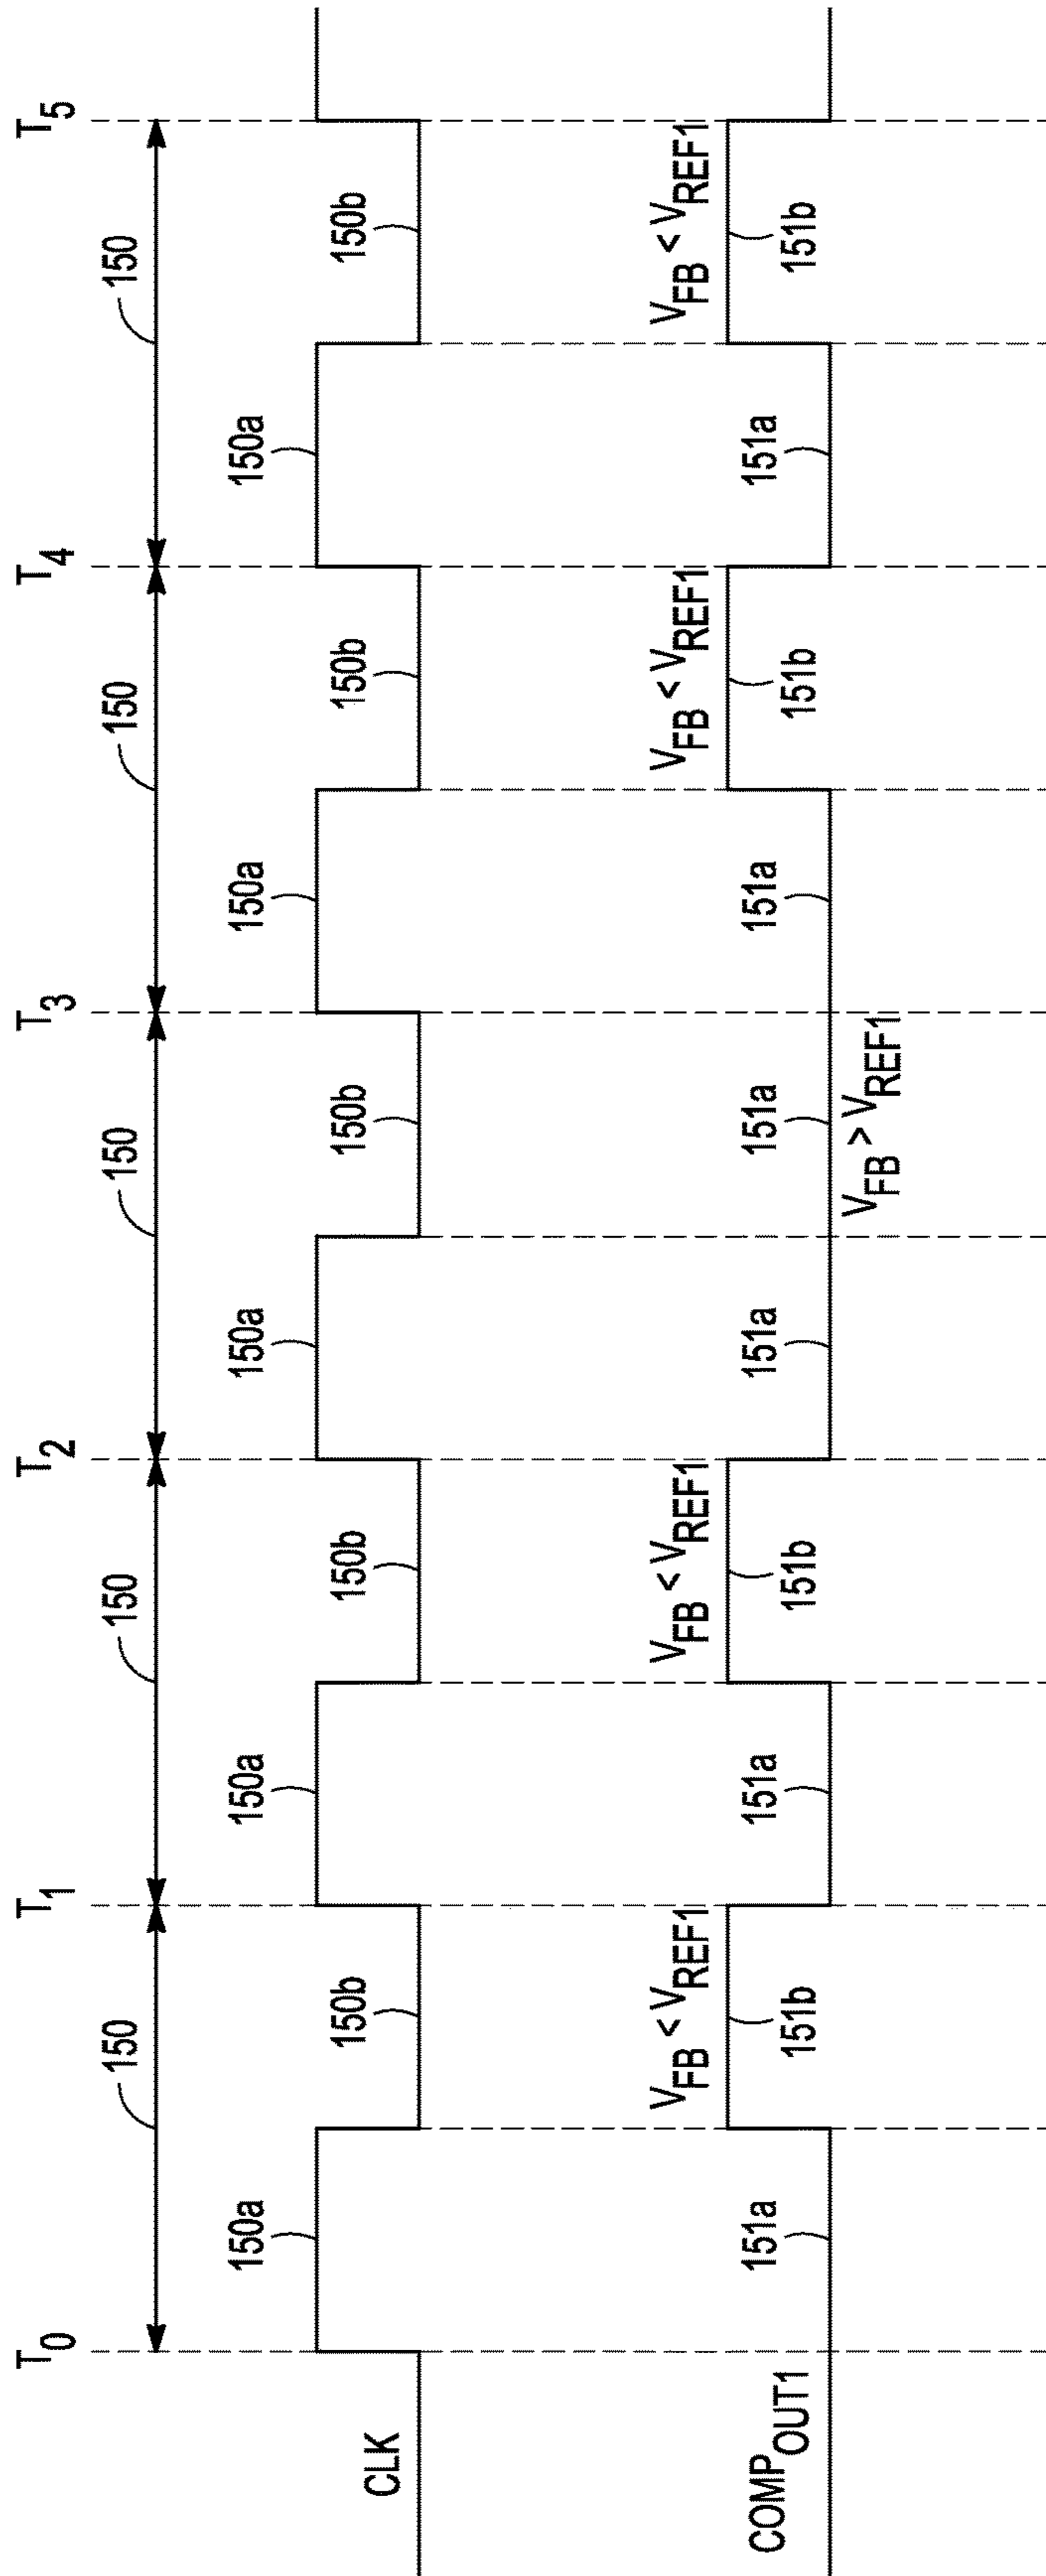 T0 T1 T2 T3 T4 T5
150 150 150 150 150
150a 150a 150a 150a 150a
CLK 150b 150b 150b 150b 150b
VFB < VREF1 VFB < VREF1 VFB < VREF1 VFB < VREF1
COMPOUT1 151a 151b 151a 151b 151a 151a 151a 151b 151a 151b
VFB > VREF1